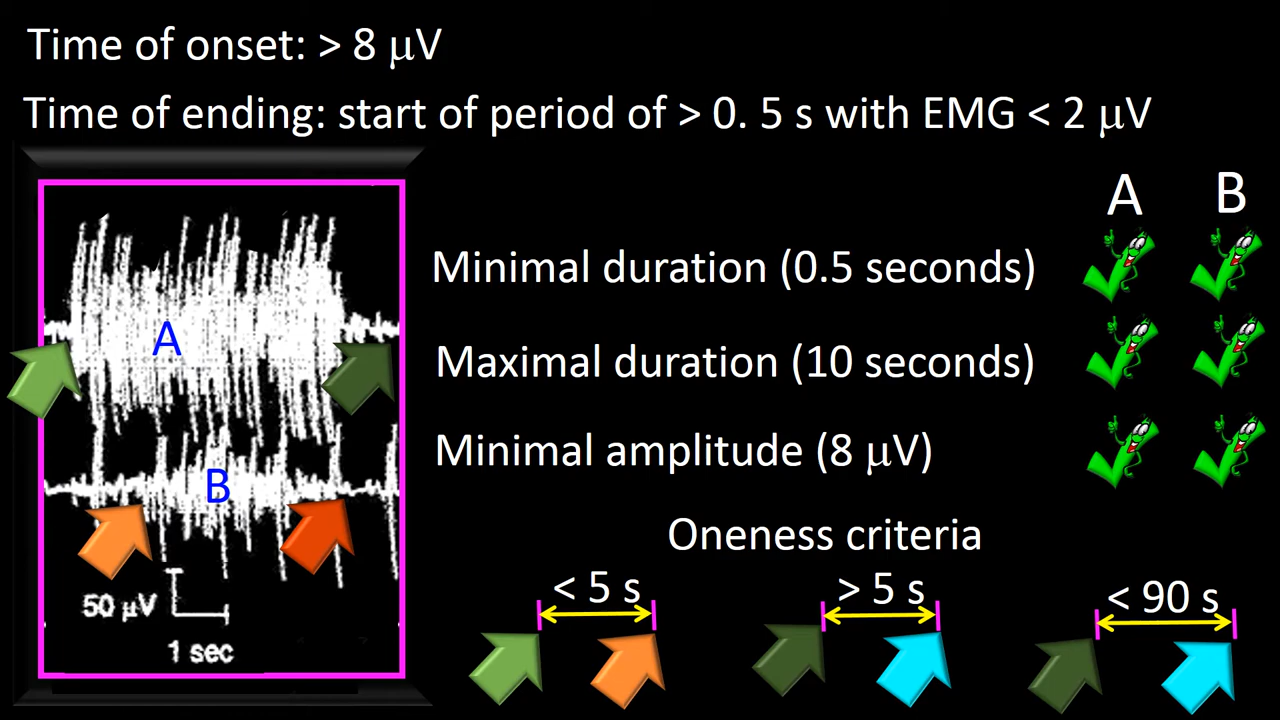 Time of onset: > 8 μV
Time of ending: start of period of > 0. 5 s with EMG < 2 μV
A B
Minimal duration (0.5 seconds)
A
Maximal duration (10 seconds)
Minimal amplitude (8 μV)
B
Oneness criteria
< 5 s > 5 s < 90 s
50 μV
1 sec